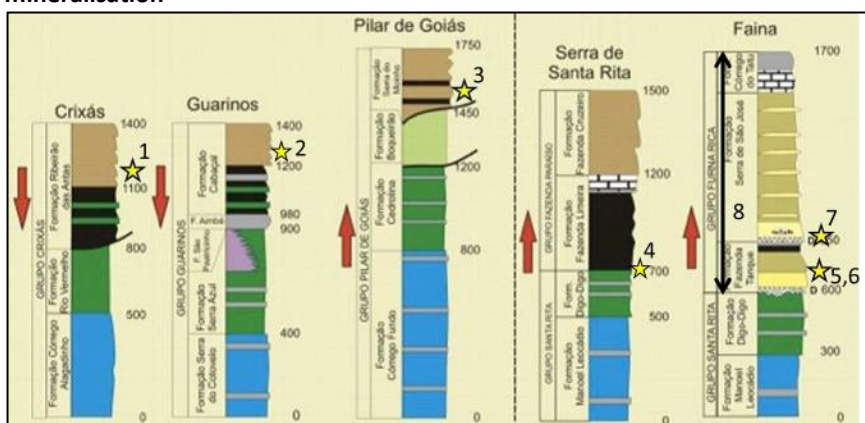 mineralisation
Crixás
1400
1100
800
500
0
GRUPO CRIXÁS
Formação Ribeirão das Antas
Formação Rio Vermelho
Formação Córrego Alagadinho
1
Guarinos
1400
1200
980
900
400
0
GRUPO GUARINOS
Formação Cabaçal
F. Aimbé
F. São Patricinho
Formação Serra Azul
Formação Serra do Cotovelo
2
Pilar de Goiás
1750
1450
1200
800
0
GRUPO PILAR DE GOIÁS
Formação Serra do Moinho
Formação Boqueirão
Formação Cedrolina
Formação Córrego Fundo
3
Serra de
Santa Rita
1500
1200
700
500
0
GRUPO FAZENDA PARAÍSO
GRUPO SANTA RITA
Formação Fazenda Cruzeiro
Formação Fazenda Limeira
Form. Digo-Digo
Formação Manoel Leocádio
4
Faina
1700
D 600
300
0
GRUPO FURNA RICA
GRUPO SANTA RITA
Formação Córrego do Tatu
Formação Serra de São José
Formação Fazenda Tanque
Formação Digo-Digo
Formação Manoel Leocádio
8
7
5,6